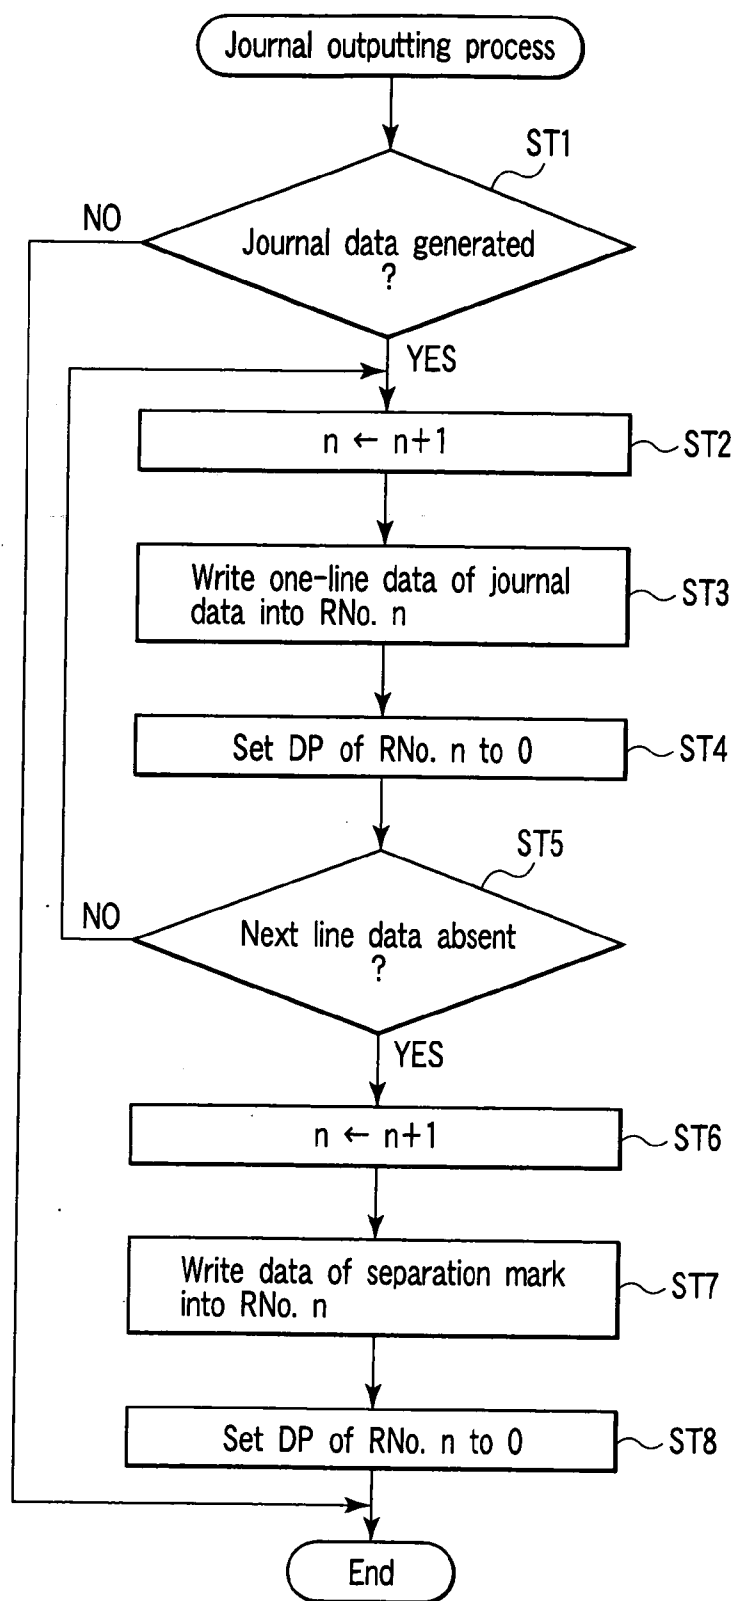 Journal outputting process
ST1
NO
Journal data generated
?
YES
n ← n+1
ST2
Write one-line data of journal
data into RNo. n
ST3
Set DP of RNo. n to 0
ST4
ST5
NO
Next line data absent
?
YES
n ← n+1
ST6
Write data of separation mark
into RNo. n
ST7
Set DP of RNo. n to 0
ST8
End